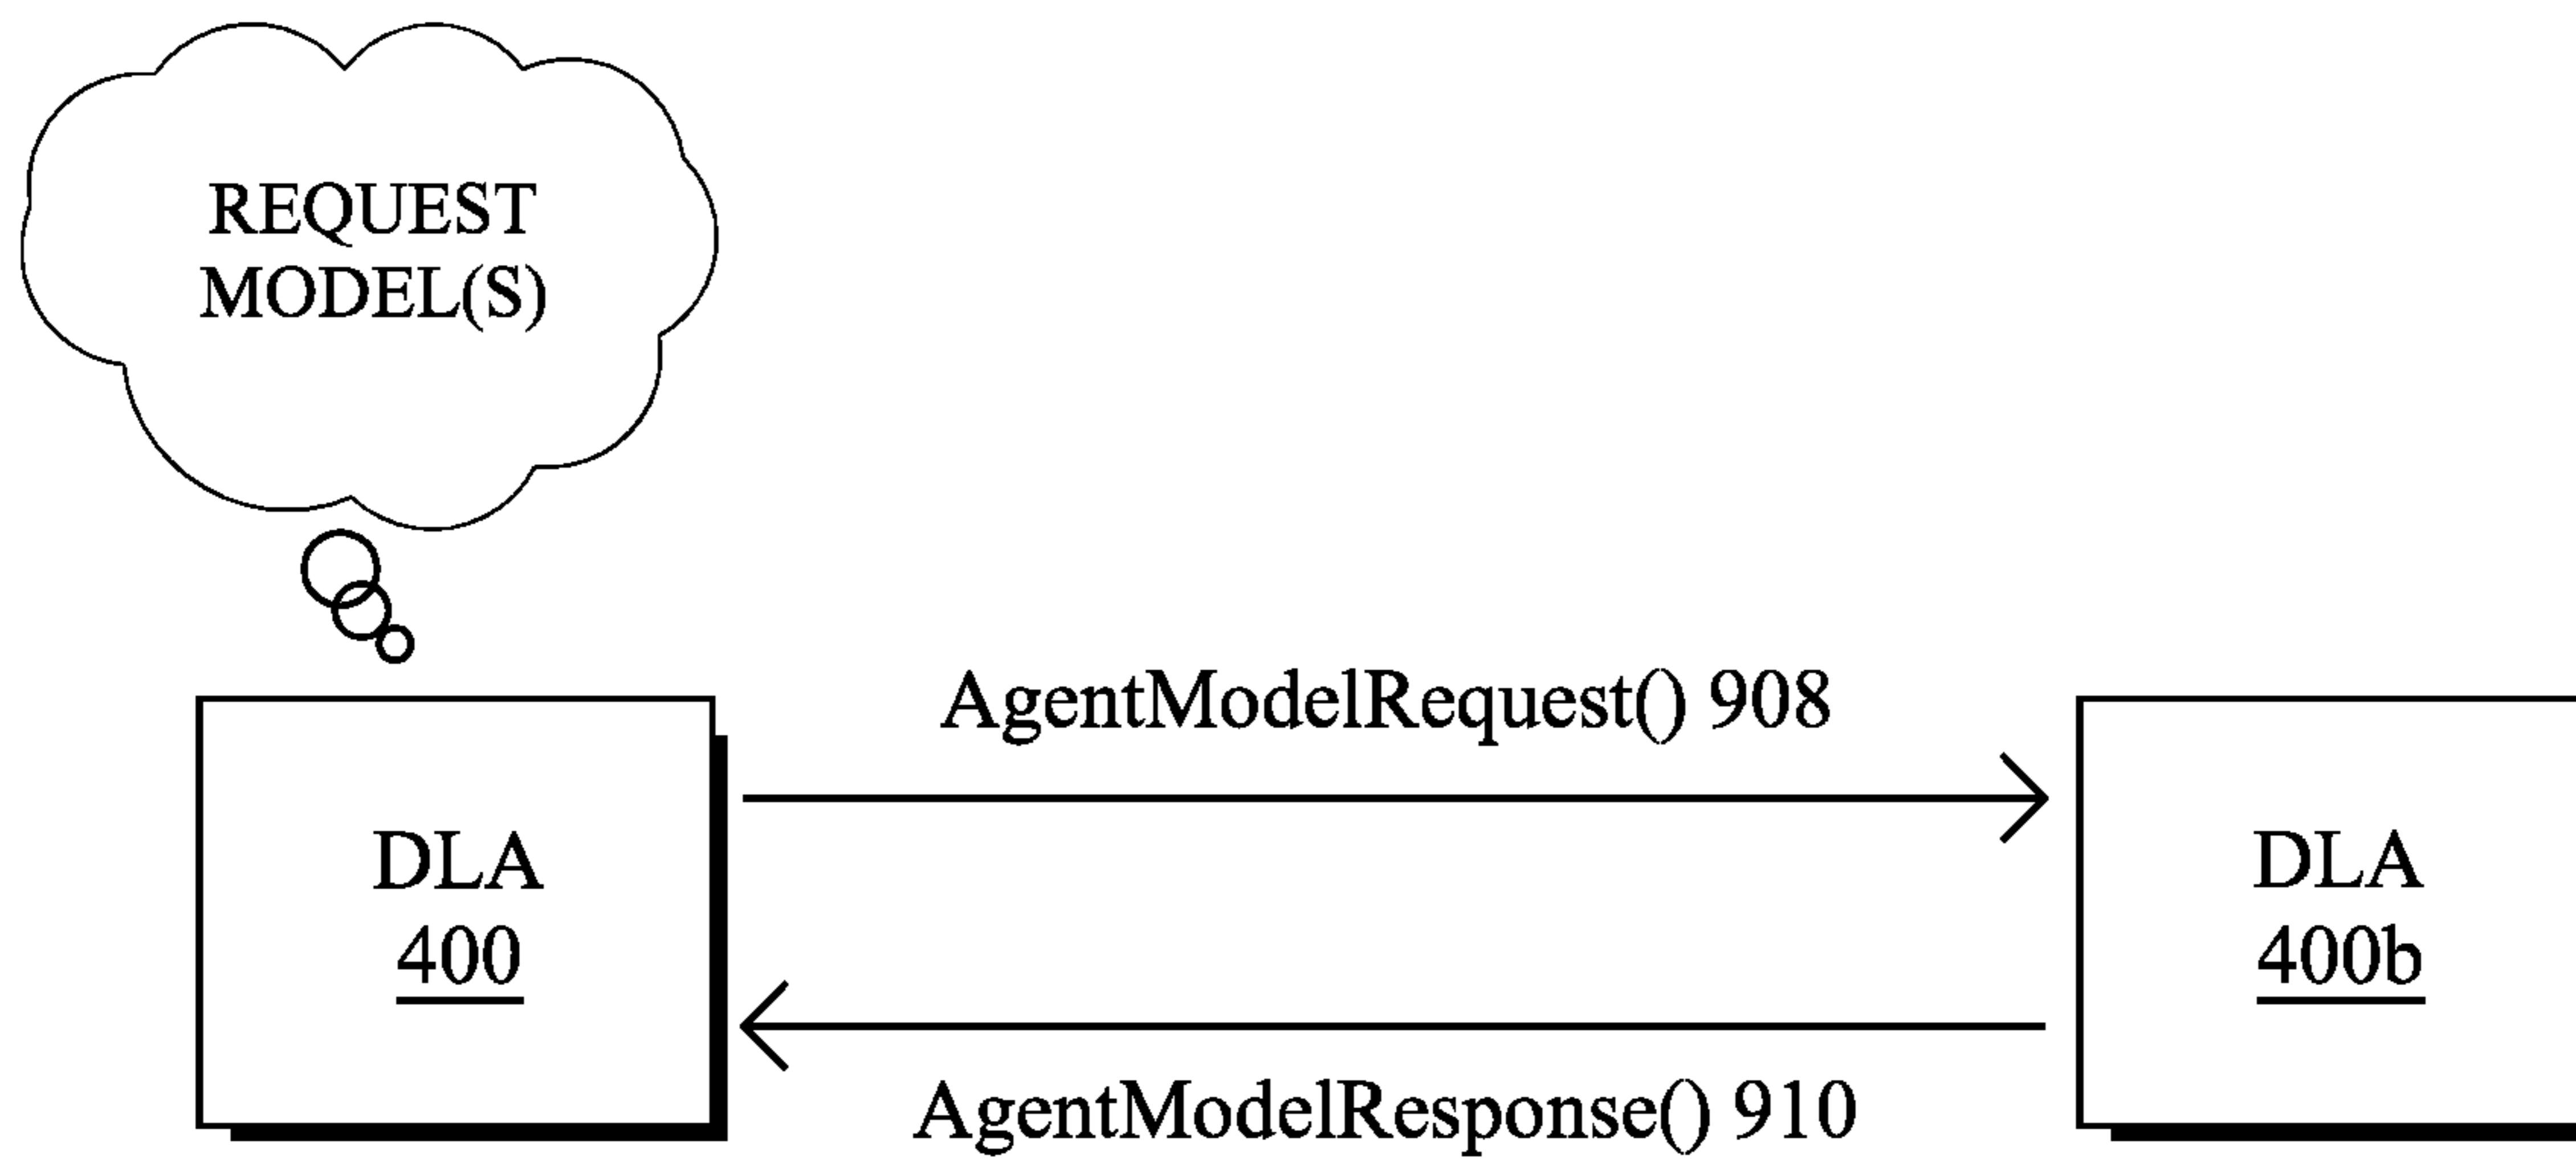 REQUEST
MODEL(S)
AgentModelRequest() 908
DLA
400
DLA
400b
AgentModelResponse() 910